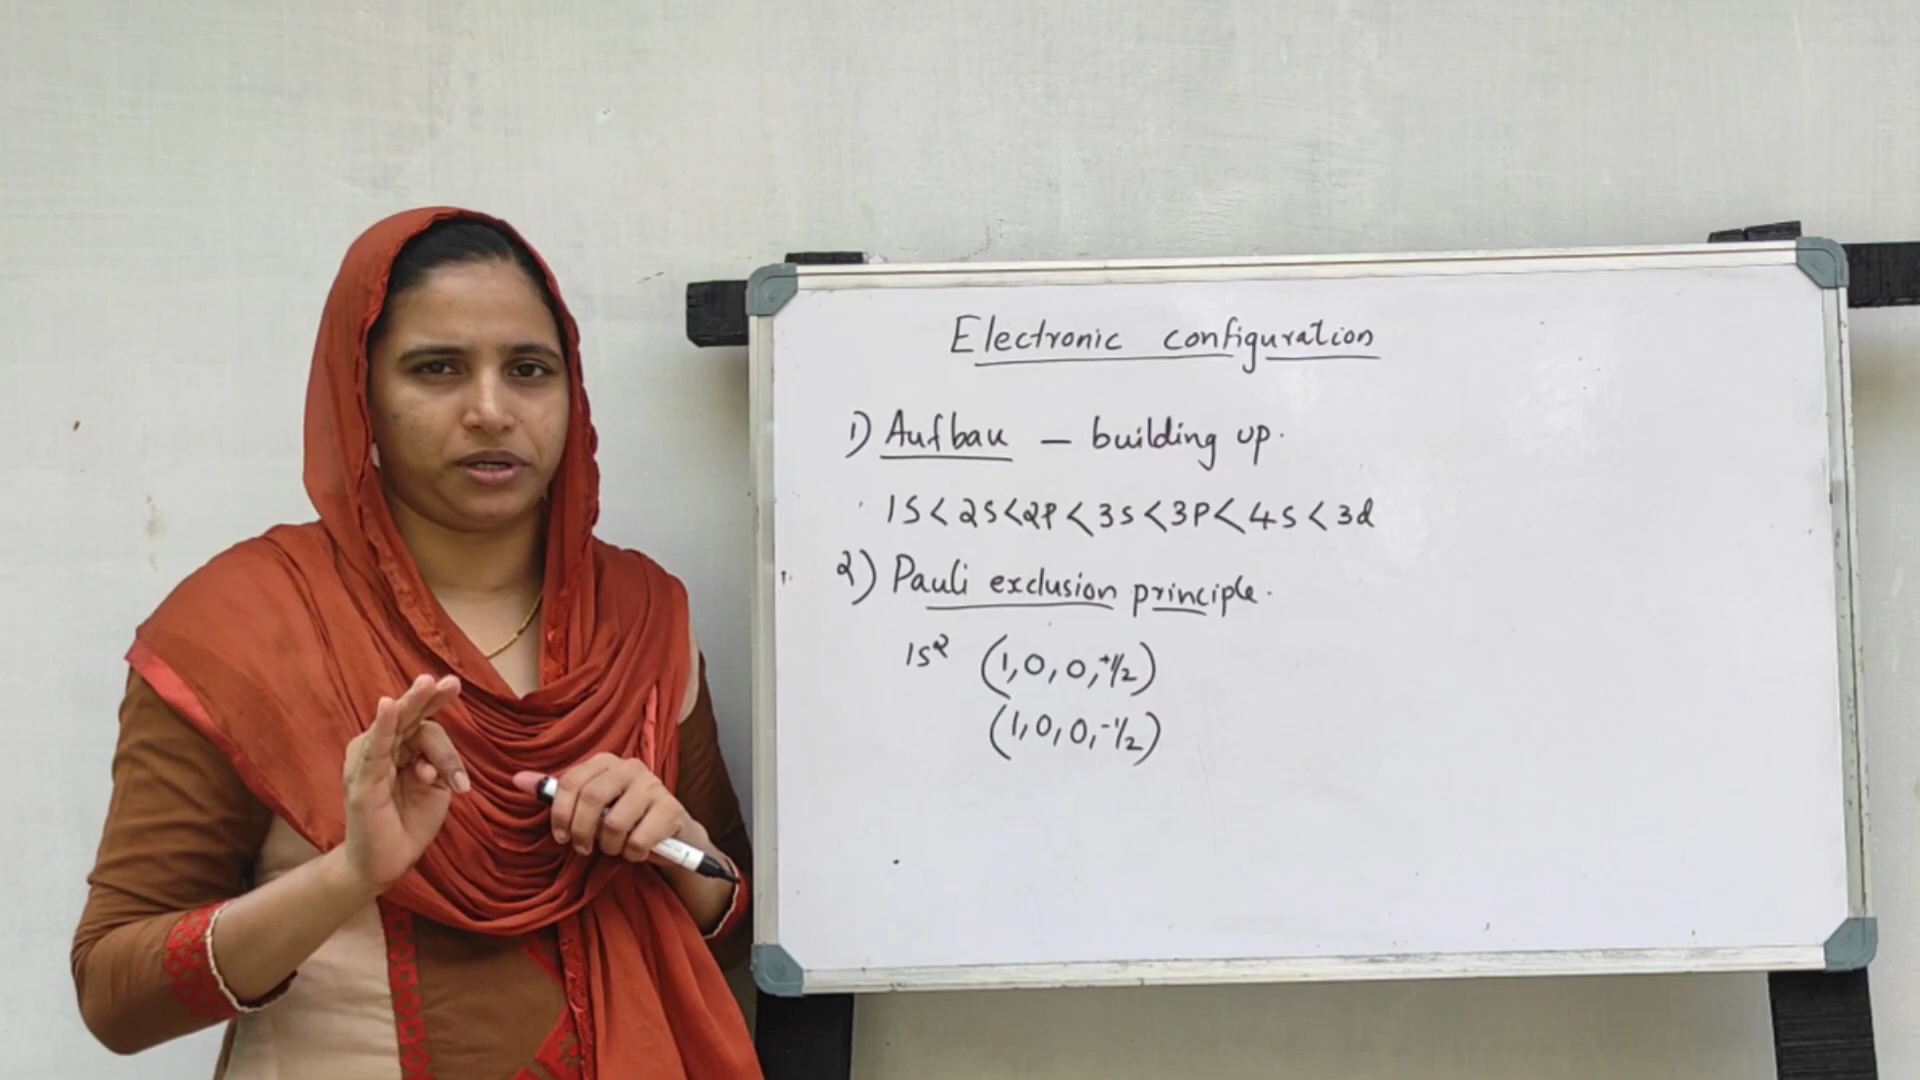 Electronic configuration
1) Aufbau – building up.
1s < 2s < 2p < 3s < 3p < 4s < 3d
2) Pauli exclusion principle.
1s² (1, 0, 0, +1/2)
(1, 0, 0, -1/2)